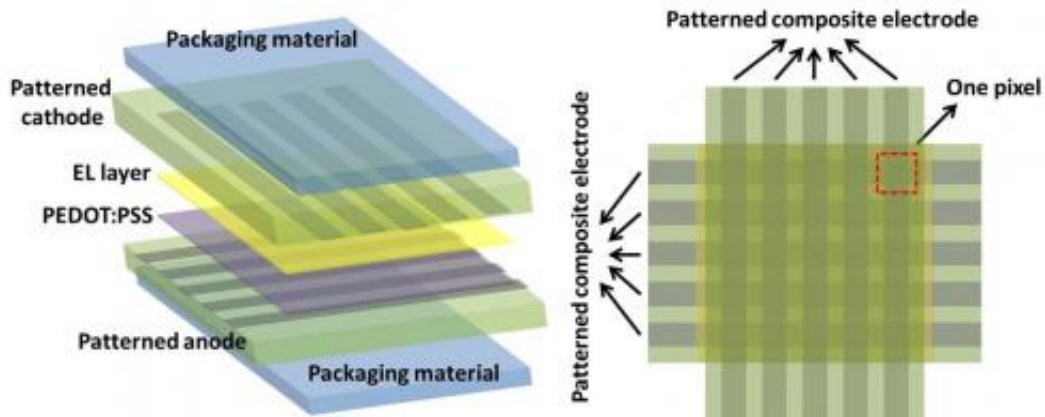 Packaging material
Patterned
cathode
EL layer
PEDOT:PSS
Patterned anode
Packaging material
Patterned composite electrode
One pixel
Patterned composite electrode